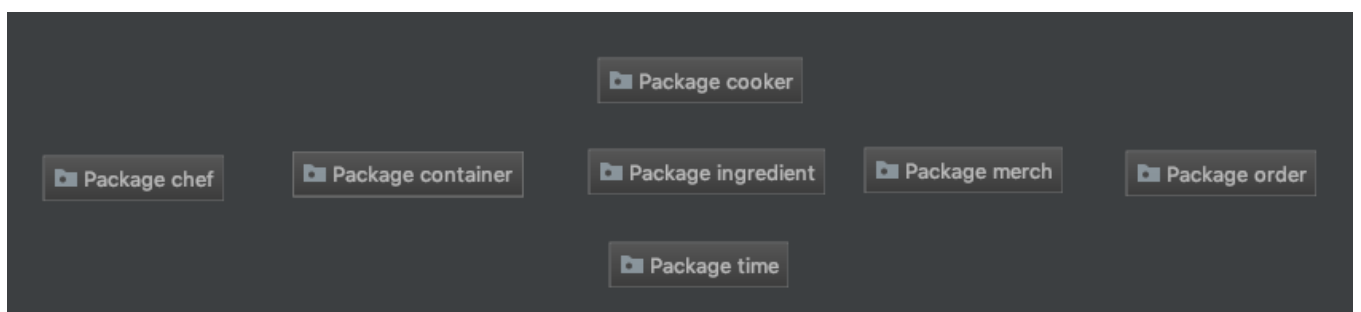 Package cooker
Package chef
Package container
Package ingredient
Package merch
Package order
Package time